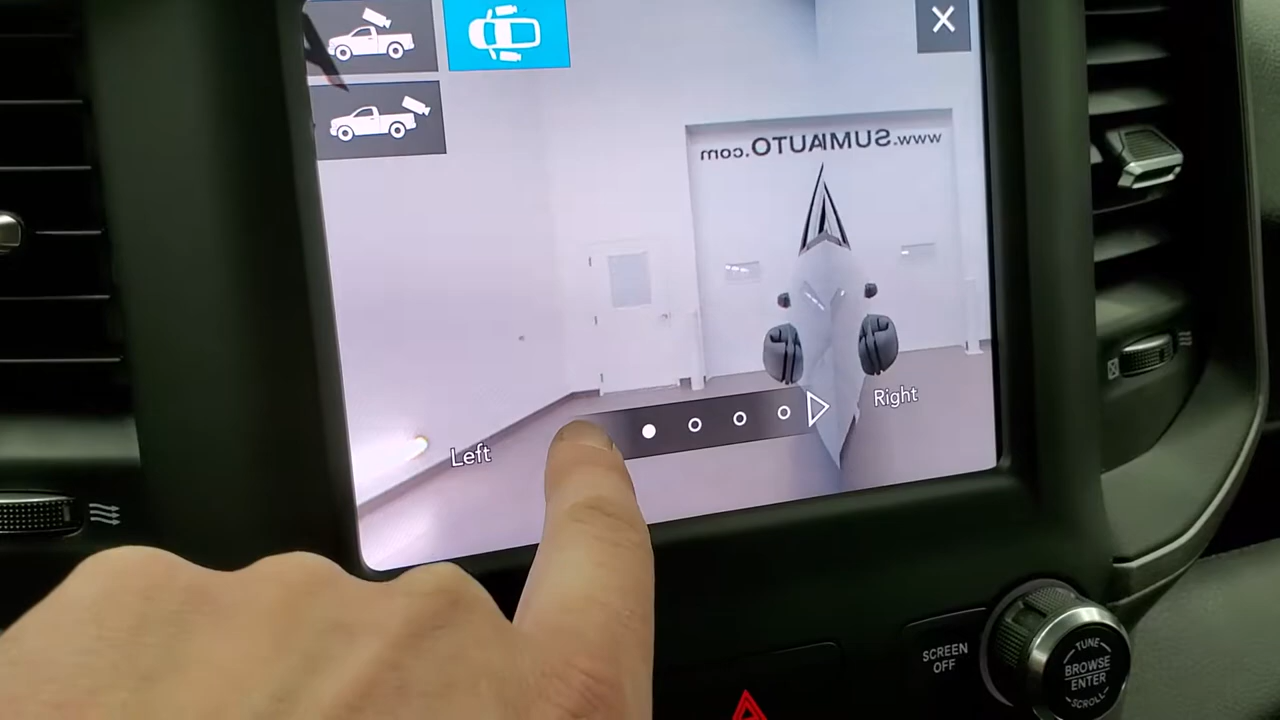 www.SUMIAUTO.com
Left
Right
SCREEN
OFF
TUNE
BROWSE
ENTER
SCROLL